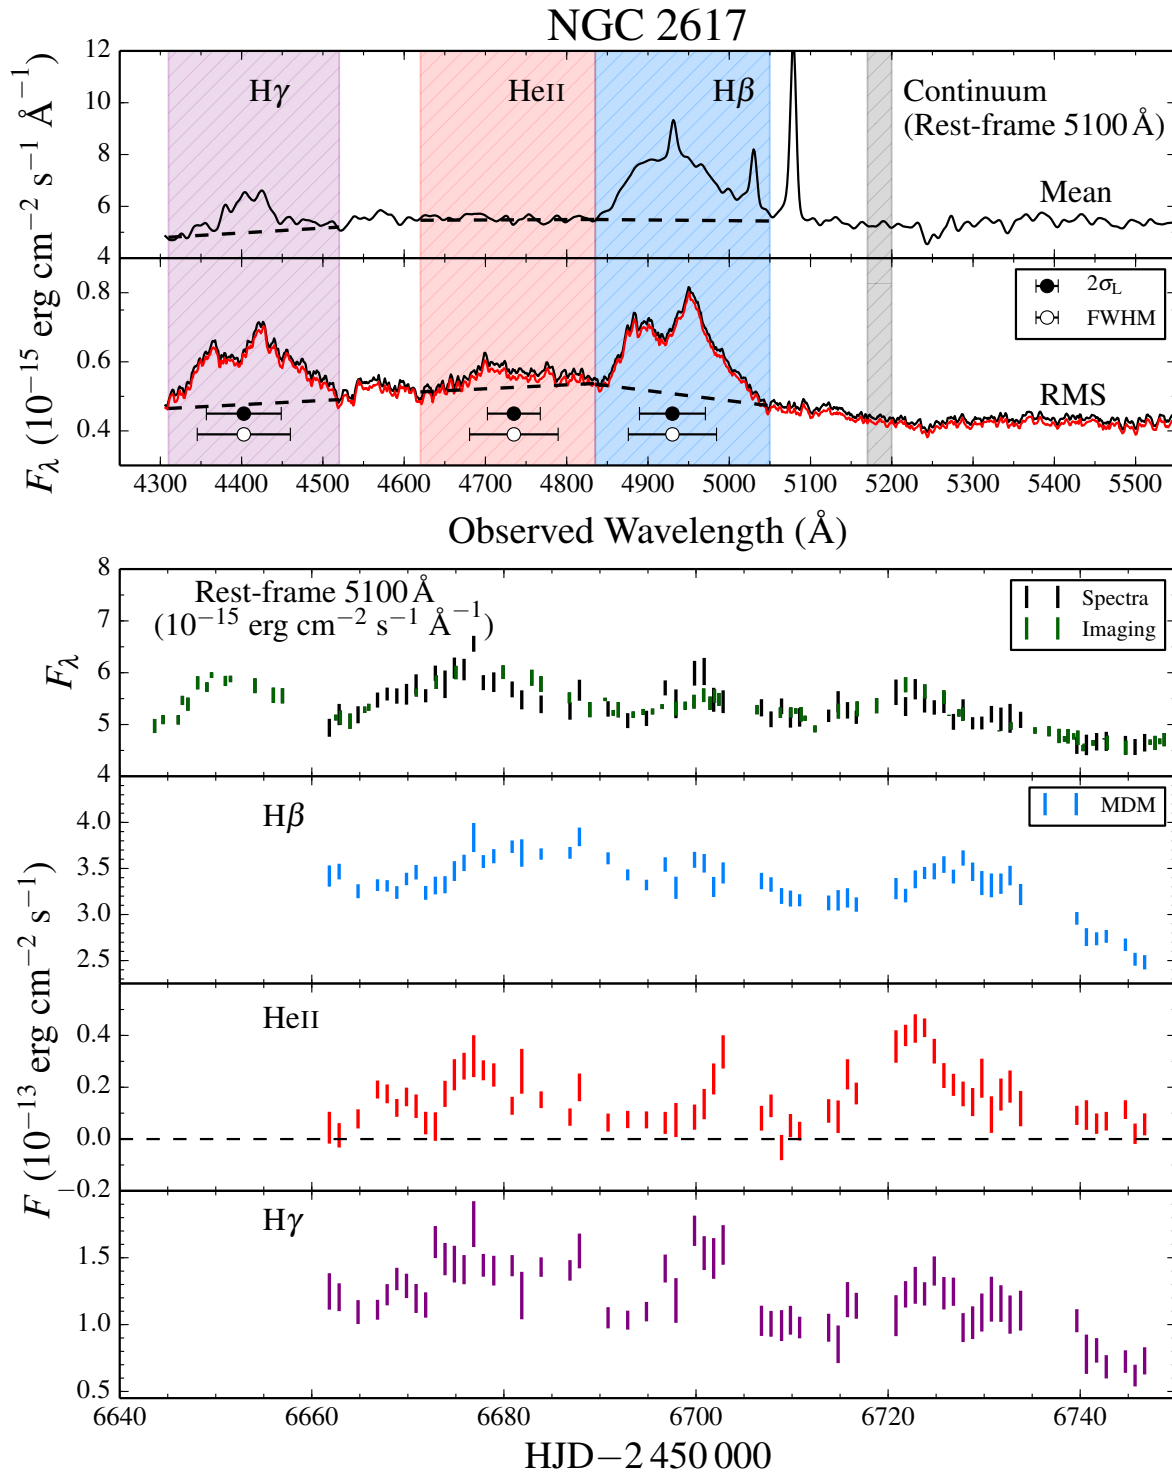 NGC 2617
12
10
8
6
4
Hγ
HeII
Hβ
Continuum
(Rest-frame 5100 Å)
Mean
0.8
0.6
0.4
2σL
FWHM
RMS
Fλ (10−15 erg cm−2 s−1 Å−1)
4300 4400 4500 4600 4700 4800 4900 5000 5100 5200 5300 5400 5500
Observed Wavelength (Å)
8
7
6
5
4
Fλ
Rest-frame 5100 Å
(10−15 erg cm−2 s−1 Å−1)
Spectra
Imaging
4.0
3.5
3.0
2.5
Hβ
MDM
0.4
0.2
0.0
−0.2
HeII
F (10−13 erg cm−2 s−1)
1.5
1.0
0.5
Hγ
6640 6660 6680 6700 6720 6740
HJD−2 450 000